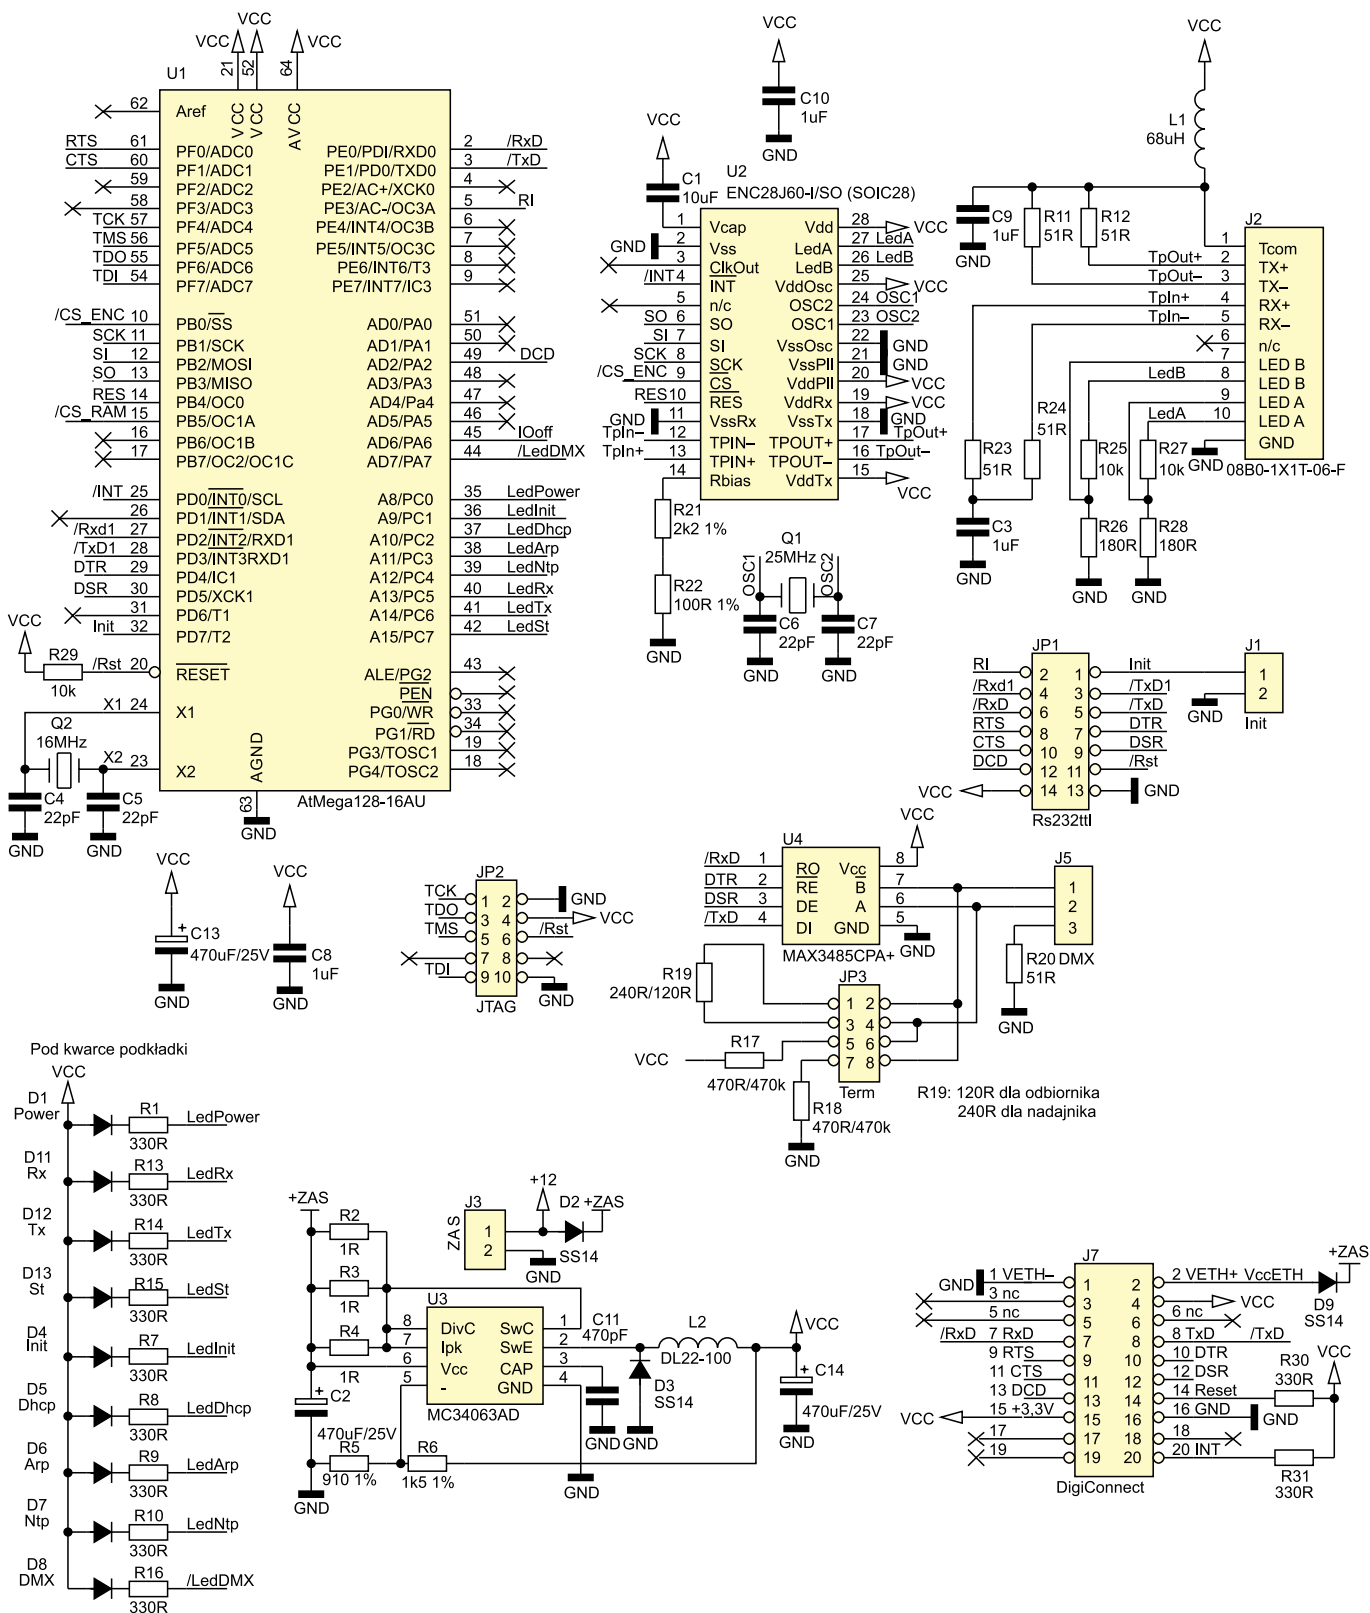 VCC
VCC
VCC
21
52
64
U1
VCC
VCC
AVCC
62 Aref
RTS 61 PF0/ADC0
CTS 60 PF1/ADC1
59 PF2/ADC2
58 PF3/ADC3
TCK 57 PF4/ADC4
TMS 56 PF5/ADC5
TDO 55 PF6/ADC6
TDI 54 PF7/ADC7
/CS_ENC 10 PB0/SS
SCK 11 PB1/SCK
SI 12 PB2/MOSI
SO 13 PB3/MISO
RES 14 PB4/OC0
/CS_RAM 15 PB5/OC1A
16 PB6/OC1B
17 PB7/OC2/OC1C
/INT 25 PD0/INT0/SCL
26 PD1/INT1/SDA
/Rxd1 27 PD2/INT2/RXD1
/TxD1 28 PD3/INT3RXD1
DTR 29 PD4/IC1
DSR 30 PD5/XCK1
31 PD6/T1
Init 32 PD7/T2
/Rst 20 RESET
X1 24 X1
X2 23 X2
PE0/PDI/RXD0 2 /RxD
PE1/PD0/TXD0 3 /TxD
PE2/AC+/XCK0 4
PE3/AC-/OC3A 5 RI
PE4/INT4/OC3B 6
PE5/INT5/OC3C 7
PE6/INT6/T3 8
PE7/INT7/IC3 9
AD0/PA0 51
AD1/PA1 50
AD2/PA2 49 DCD
AD3/PA3 48
AD4/Pa4 47
AD5/PA5 46
AD6/PA6 45 IOoff
AD7/PA7 44 /LedDMX
A8/PC0 35 LedPower
A9/PC1 36 LedInit
A10/PC2 37 LedDhcp
A11/PC3 38 LedArp
A12/PC4 39 LedNtp
A13/PC5 40 LedRx
A14/PC6 41 LedTx
A15/PC7 42 LedSt
ALE/PG2 43
PEN
PG0/WR 33
PG1/RD 34
PG3/TOSC1 19
PG4/TOSC2 18
AGND
63
GND
AtMega128-16AU
VCC
R29
10k
Q2
16MHz
C4
22pF
GND
C5
22pF
GND
VCC
C10
1uF
GND
VCC
C1
10uF
U2
ENC28J60-I/SO (SOIC28)
1 Vcap
GND 2 Vss
3 ClkOut
/INT 4 INT
5 n/c
SO 6 SO
SI 7 SI
SCK 8 SCK
/CS_ENC 9 CS
RES 10 RES
GND 11 VssRx
TpIn– 12 TPIN–
TpIn+ 13 TPIN+
14 Rbias
Vdd 28 VCC
LedA 27 LedA
LedB 26 LedB
VddOsc 25 VCC
OSC2 24 OSC1
OSC1 23 OSC2
VssOsc 22 GND
VssPll 21 GND
VddPll 20 VCC
VddRx 19 VCC
VssTx 18 GND
TPOUT+ 17 TpOut+
TPOUT– 16 TpOut–
VddTx 15 VCC
R21
2k2 1%
R22
100R 1%
GND
Q1
25MHz
OSC1
OSC2
C6
22pF
GND
C7
22pF
GND
VCC
L1
68uH
C9
1uF
GND
R11
51R
R12
51R
J2
1 Tcom
TpOut+ 2 TX+
TpOut– 3 TX–
TpIn+ 4 RX+
TpIn– 5 RX–
6 n/c
7 LED B
LedB 8 LED B
9 LED A
LedA 10 LED A
GND GND
08B0-1X1T-06-F
R23
51R
R24
51R
R25
10k
R27
10k
C3
1uF
GND
R26
180R
GND
R28
180R
GND
JP1
RI 2 1 Init
/Rxd1 4 3 /TxD1
/RxD 6 5 /TxD
RTS 8 7 DTR
CTS 10 9 DSR
DCD 12 11 /Rst
VCC 14 13 GND
Rs232ttl
J1
1
2
GND
Init
VCC
C13
470uF/25V
GND
VCC
C8
1uF
GND
JP2
TCK 1 2 GND
TDO 3 4 VCC
TMS 5 6 /Rst
7 8
TDI 9 10
GND
JTAG
U4
VCC
/RxD 1 RO Vcc 8
DTR 2 RE B 7
DSR 3 DE A 6
/TxD 4 DI GND 5
GND
MAX3485CPA+
J5
1
2
3
DMX
R20
51R
GND
R19
240R/120R
JP3
1 2
3 4
5 6
7 8
Term
VCC
R17
470R/470k
R18
470R/470k
GND
R19: 120R dla odbiornika
240R dla nadajnika
Pod kwarce podkładki
VCC
D1
Power R1 LedPower
330R
D11
Rx R13 LedRx
330R
D12
Tx R14 LedTx
330R
D13
St R15 LedSt
330R
D4
Init R7 LedInit
330R
D5
Dhcp R8 LedDhcp
330R
D6
Arp R9 LedArp
330R
D7
Ntp R10 LedNtp
330R
D8
DMX R16 /LedDMX
330R
+ZAS
R2
1R
R3
1R
R4
1R
J3
ZAS
1
2
+12
D2
+ZAS
SS14
GND
U3
8 DivC SwC 1
7 Ipk SwE 2
6 Vcc CAP 3
5 - GND 4
MC34063AD
C11
470pF
GND
C2
470uF/25V
R5
910 1%
R6
1k5 1%
GND
GND
D3
SS14
GND
L2
DL22-100
VCC
C14
470uF/25V
GND
J7
GND 1 VETH– 1 2 2 VETH+ VccETH
+ZAS
D9
SS14
3 nc 3 4 VCC
5 nc 5 6 6 nc
/RxD 7 RxD 7 8 8 TxD /TxD
9 RTS 9 10 10 DTR
11 CTS 11 12 12 DSR
13 DCD 13 14 14 Reset
VCC 15 +3,3V 15 16 16 GND GND
17 17 18 18
19 19 20 20 INT
DigiConnect
R30
330R
VCC
R31
330R